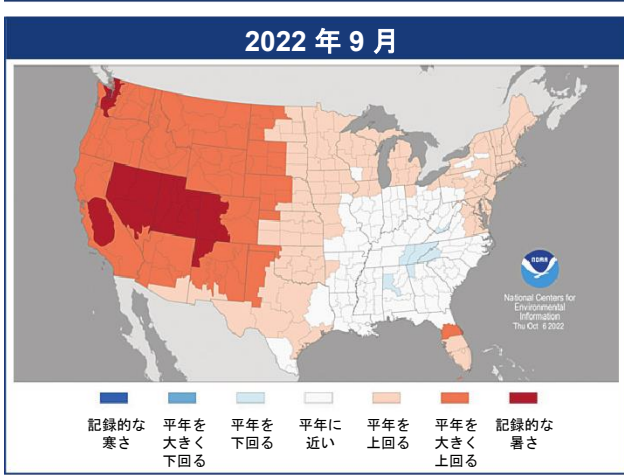 2022 年 9 月
NOAA
National Centers for
Environmental
Information
Thu Oct 6 2022
記録的な
寒さ
平年を
大きく
下回る
平年を
下回る
平年に
近い
平年を
上回る
平年を
大きく
上回る
記録的な
暑さ